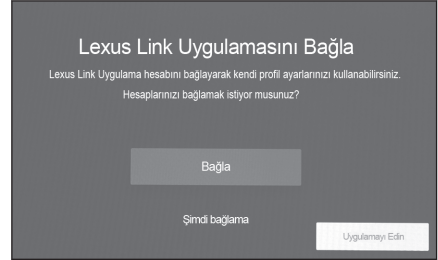 Lexus Link Uygulamasını Bağla
Lexus Link Uygulama hesabını bağlayarak kendi profil ayarlarınızı kullanabilirsiniz.
Hesaplarınızı bağlamak istiyor musunuz?
Bağla
Şimdi bağlama
Uygulamayı Edin